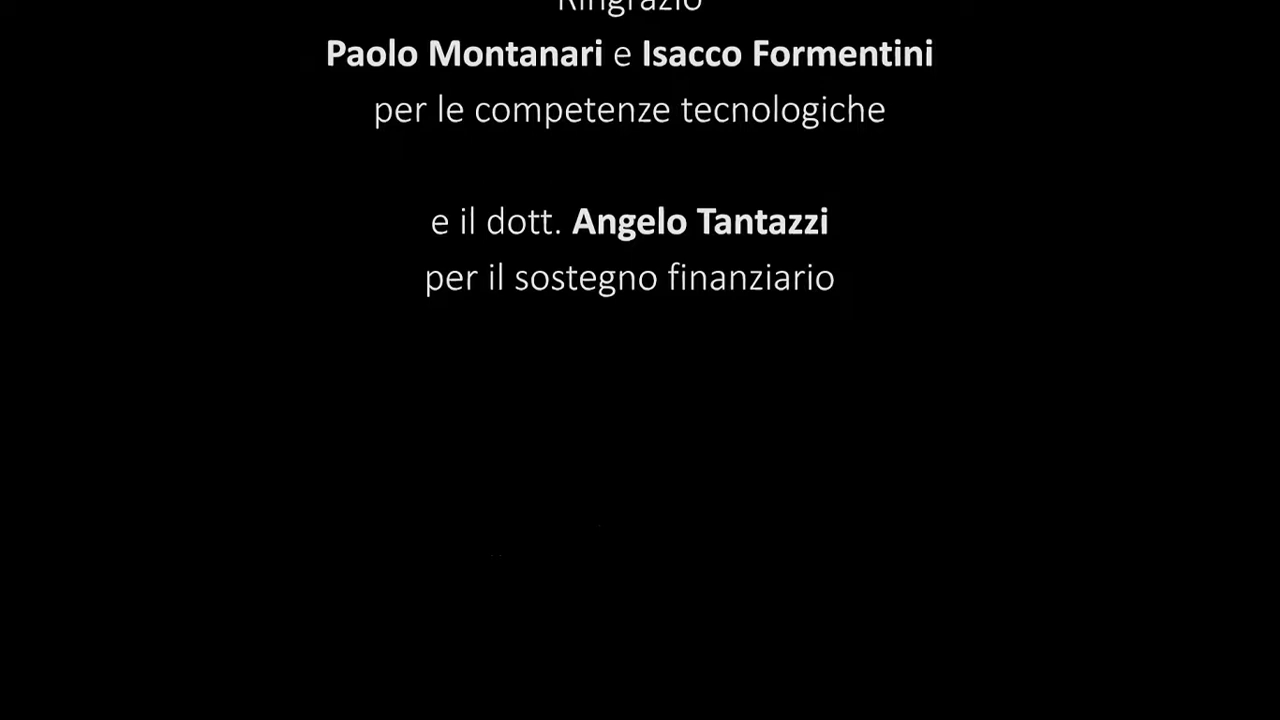 Ringrazio
Paolo Montanari e Isacco Formentini
per le competenze tecnologiche
e il dott. Angelo Tantazzi
per il sostegno finanziario